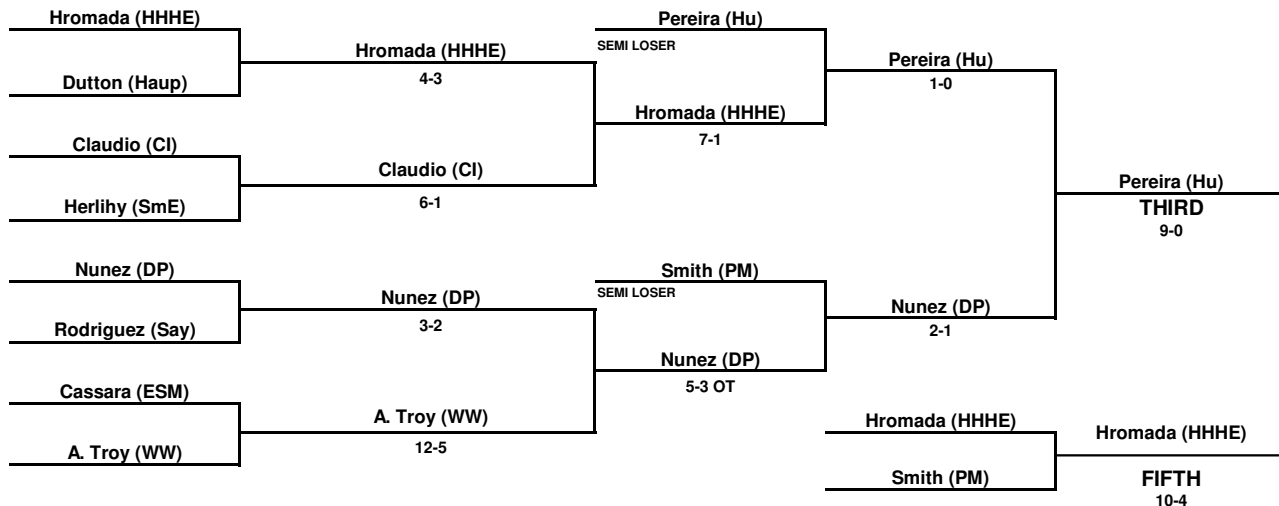 Hromada (HHHE)
Dutton (Haup)
Claudio (CI)
Herlihy (SmE)
Nunez (DP)
Rodriguez (Say)
Cassara (ESM)
A. Troy (WW)
Hromada (HHHE)
4-3
Claudio (CI)
6-1
Nunez (DP)
3-2
A. Troy (WW)
12-5
Pereira (Hu)
SEMI LOSER
Hromada (HHHE)
7-1
Smith (PM)
SEMI LOSER
Nunez (DP)
5-3 OT
Pereira (Hu)
1-0
Nunez (DP)
2-1
Pereira (Hu)
THIRD
9-0
Hromada (HHHE)
Smith (PM)
Hromada (HHHE)
FIFTH
10-4